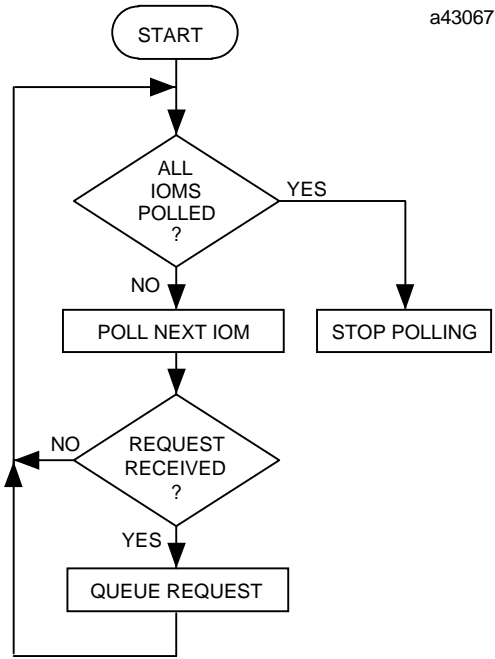 a43067
START
ALL
IOMS
POLLED
?
YES
NO
POLL NEXT IOM
STOP POLLING
NO
REQUEST
RECEIVED
?
YES
QUEUE REQUEST